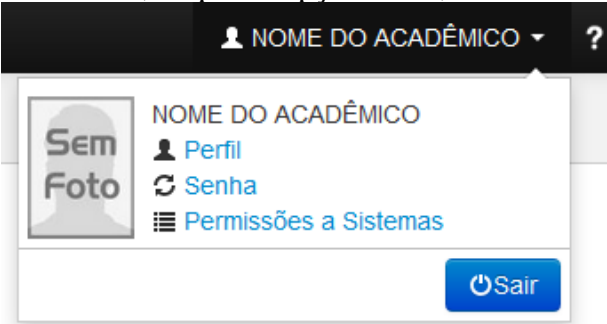 NOME DO ACADÊMICO ?
Sem
Foto
NOME DO ACADÊMICO
Perfil
Senha
Permissões a Sistemas
Sair